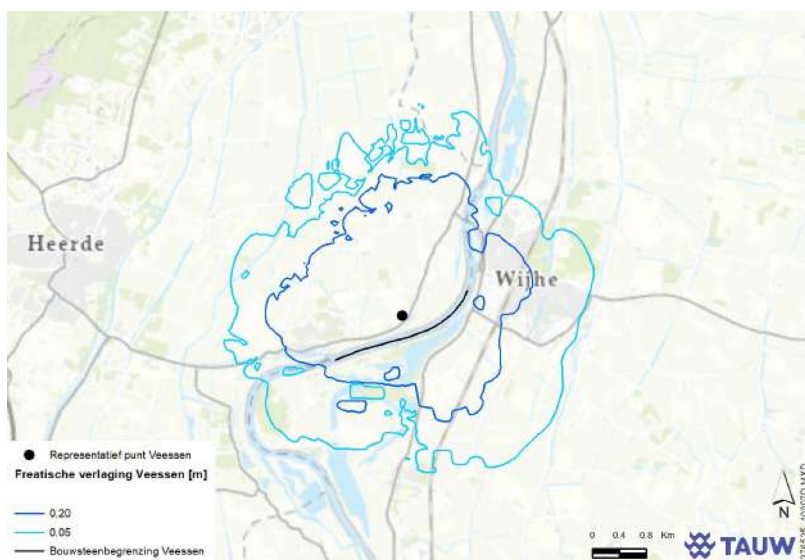 Heerde
Wijhe
Representatief punt Veessen
Freatische verlaging Veessen [m]
0,20
0,05
Bouwsteenbegrenzing Veessen
0 0.4 0.8 Km
N
TAUW